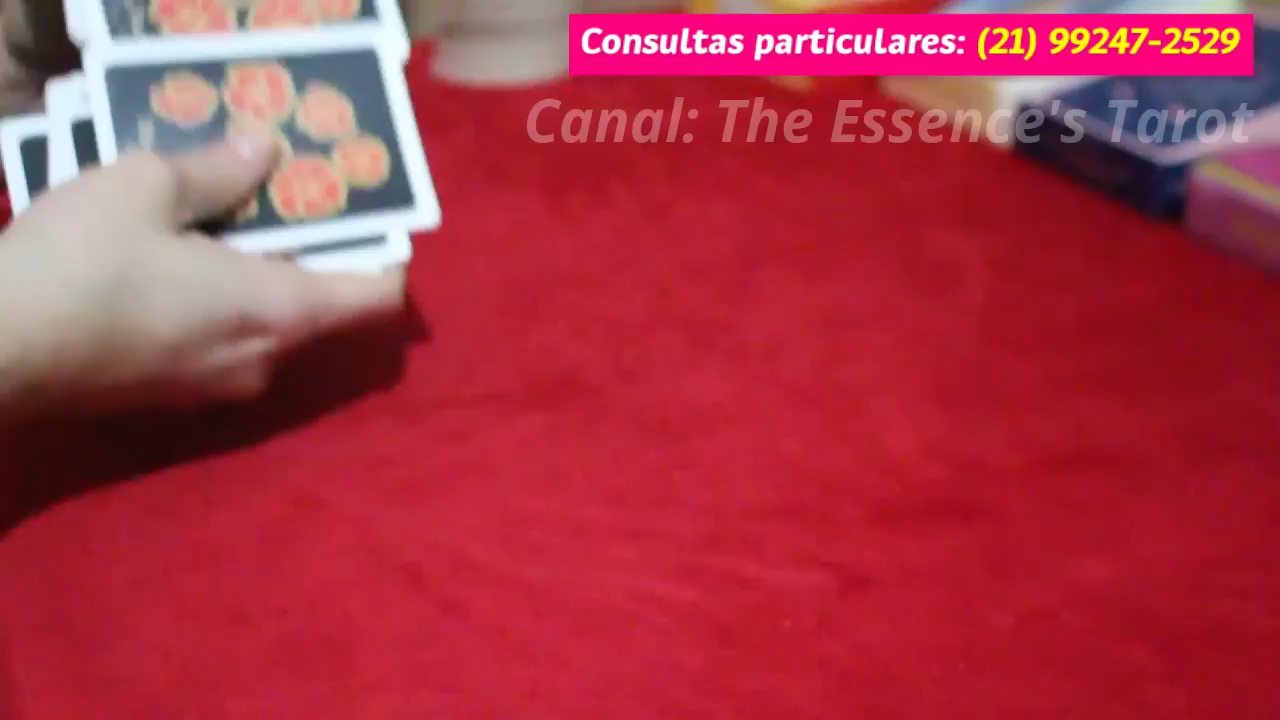 Consultas particulares: (21) 99247-2529
Canal: The Essence's Tarot